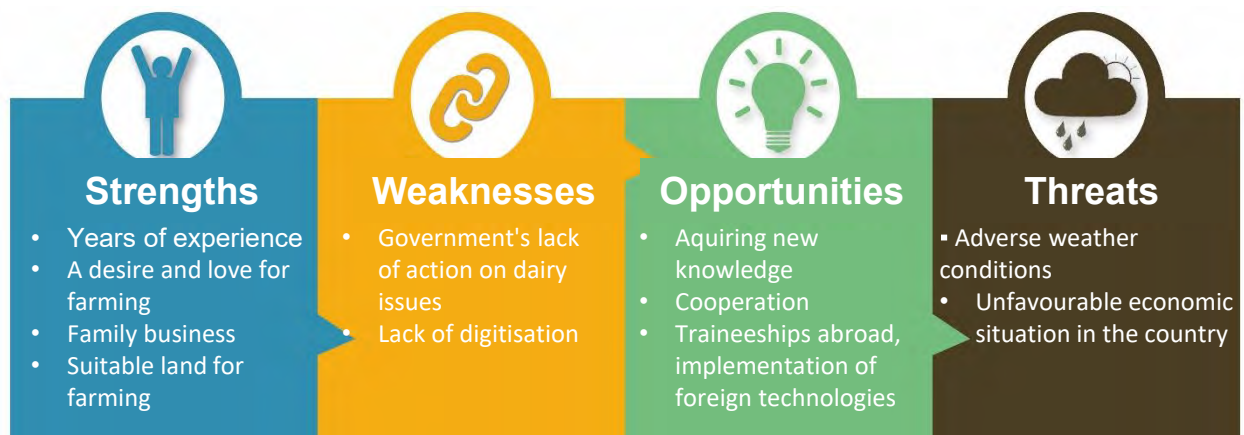 Strengths
• Years of experience
• A desire and love for
farming
• Family business
• Suitable land for
farming
Weaknesses
• Government's lack
of action on dairy
issues
• Lack of digitisation
Opportunities
• Aquiring new
knowledge
• Cooperation
• Traineeships abroad,
implementation of
foreign technologies
Threats
▪ Adverse weather
conditions
• Unfavourable economic
situation in the country